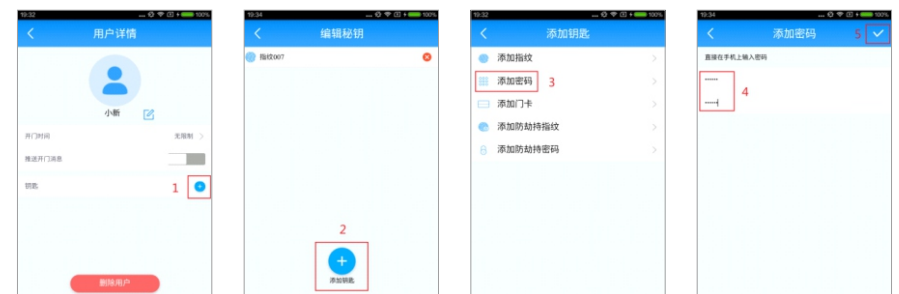 19:32
100%
用户详情
小新
开门时间
无限制
推送开门消息
钥匙
1
删除用户
19:34
100%
编辑秘钥
指纹007
2
添加钥匙
19:32
100%
添加钥匙
添加指纹
添加密码
3
添加门卡
添加防劫持指纹
添加防劫持密码
19:34
100%
添加密码
5
直接在手机上输入密码
4